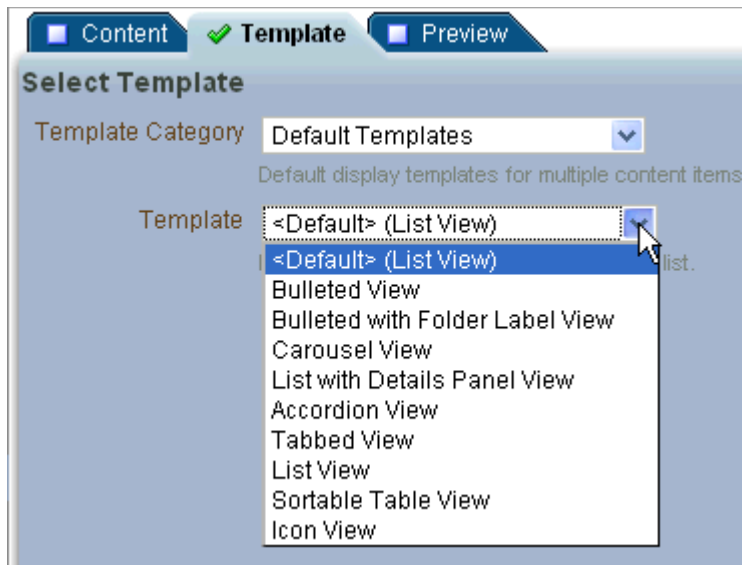 Content Template Preview
Select Template
Template Category Default Templates
Default display templates for multiple content items
Template <Default> (List View)
<Default> (List View)
list.
Bulleted View
Bulleted with Folder Label View
Carousel View
List with Details Panel View
Accordion View
Tabbed View
List View
Sortable Table View
Icon View